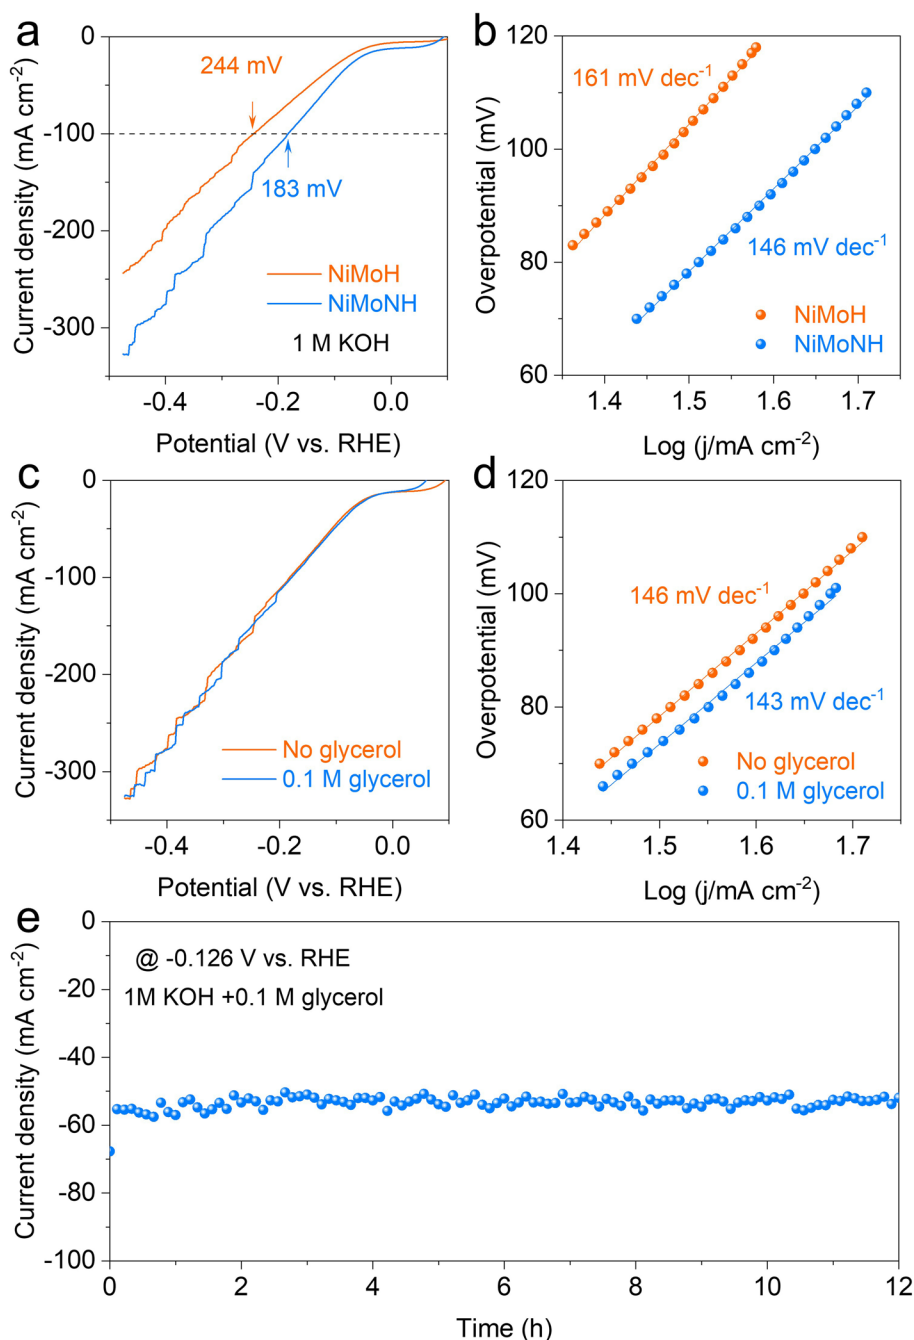 a
0
-100
-200
-300
Current density (mA cm⁻²)
244 mV
183 mV
NiMoH
NiMoNH
1 M KOH
-0.4
-0.2
0.0
Potential (V vs. RHE)
b
120
100
80
60
Overpotential (mV)
161 mV dec⁻¹
146 mV dec⁻¹
NiMoH
NiMoNH
1.4
1.5
1.6
1.7
Log (j/mA cm⁻²)
c
0
-100
-200
-300
Current density (mA cm⁻²)
No glycerol
0.1 M glycerol
-0.4
-0.2
0.0
Potential (V vs. RHE)
d
120
100
80
60
Overpotential (mV)
146 mV dec⁻¹
143 mV dec⁻¹
No glycerol
0.1 M glycerol
1.4
1.5
1.6
1.7
Log (j/mA cm⁻²)
e
0
-20
-40
-60
-80
-100
Current density (mA cm⁻²)
@ -0.126 V vs. RHE
1M KOH +0.1 M glycerol
0
2
4
6
8
10
12
Time (h)